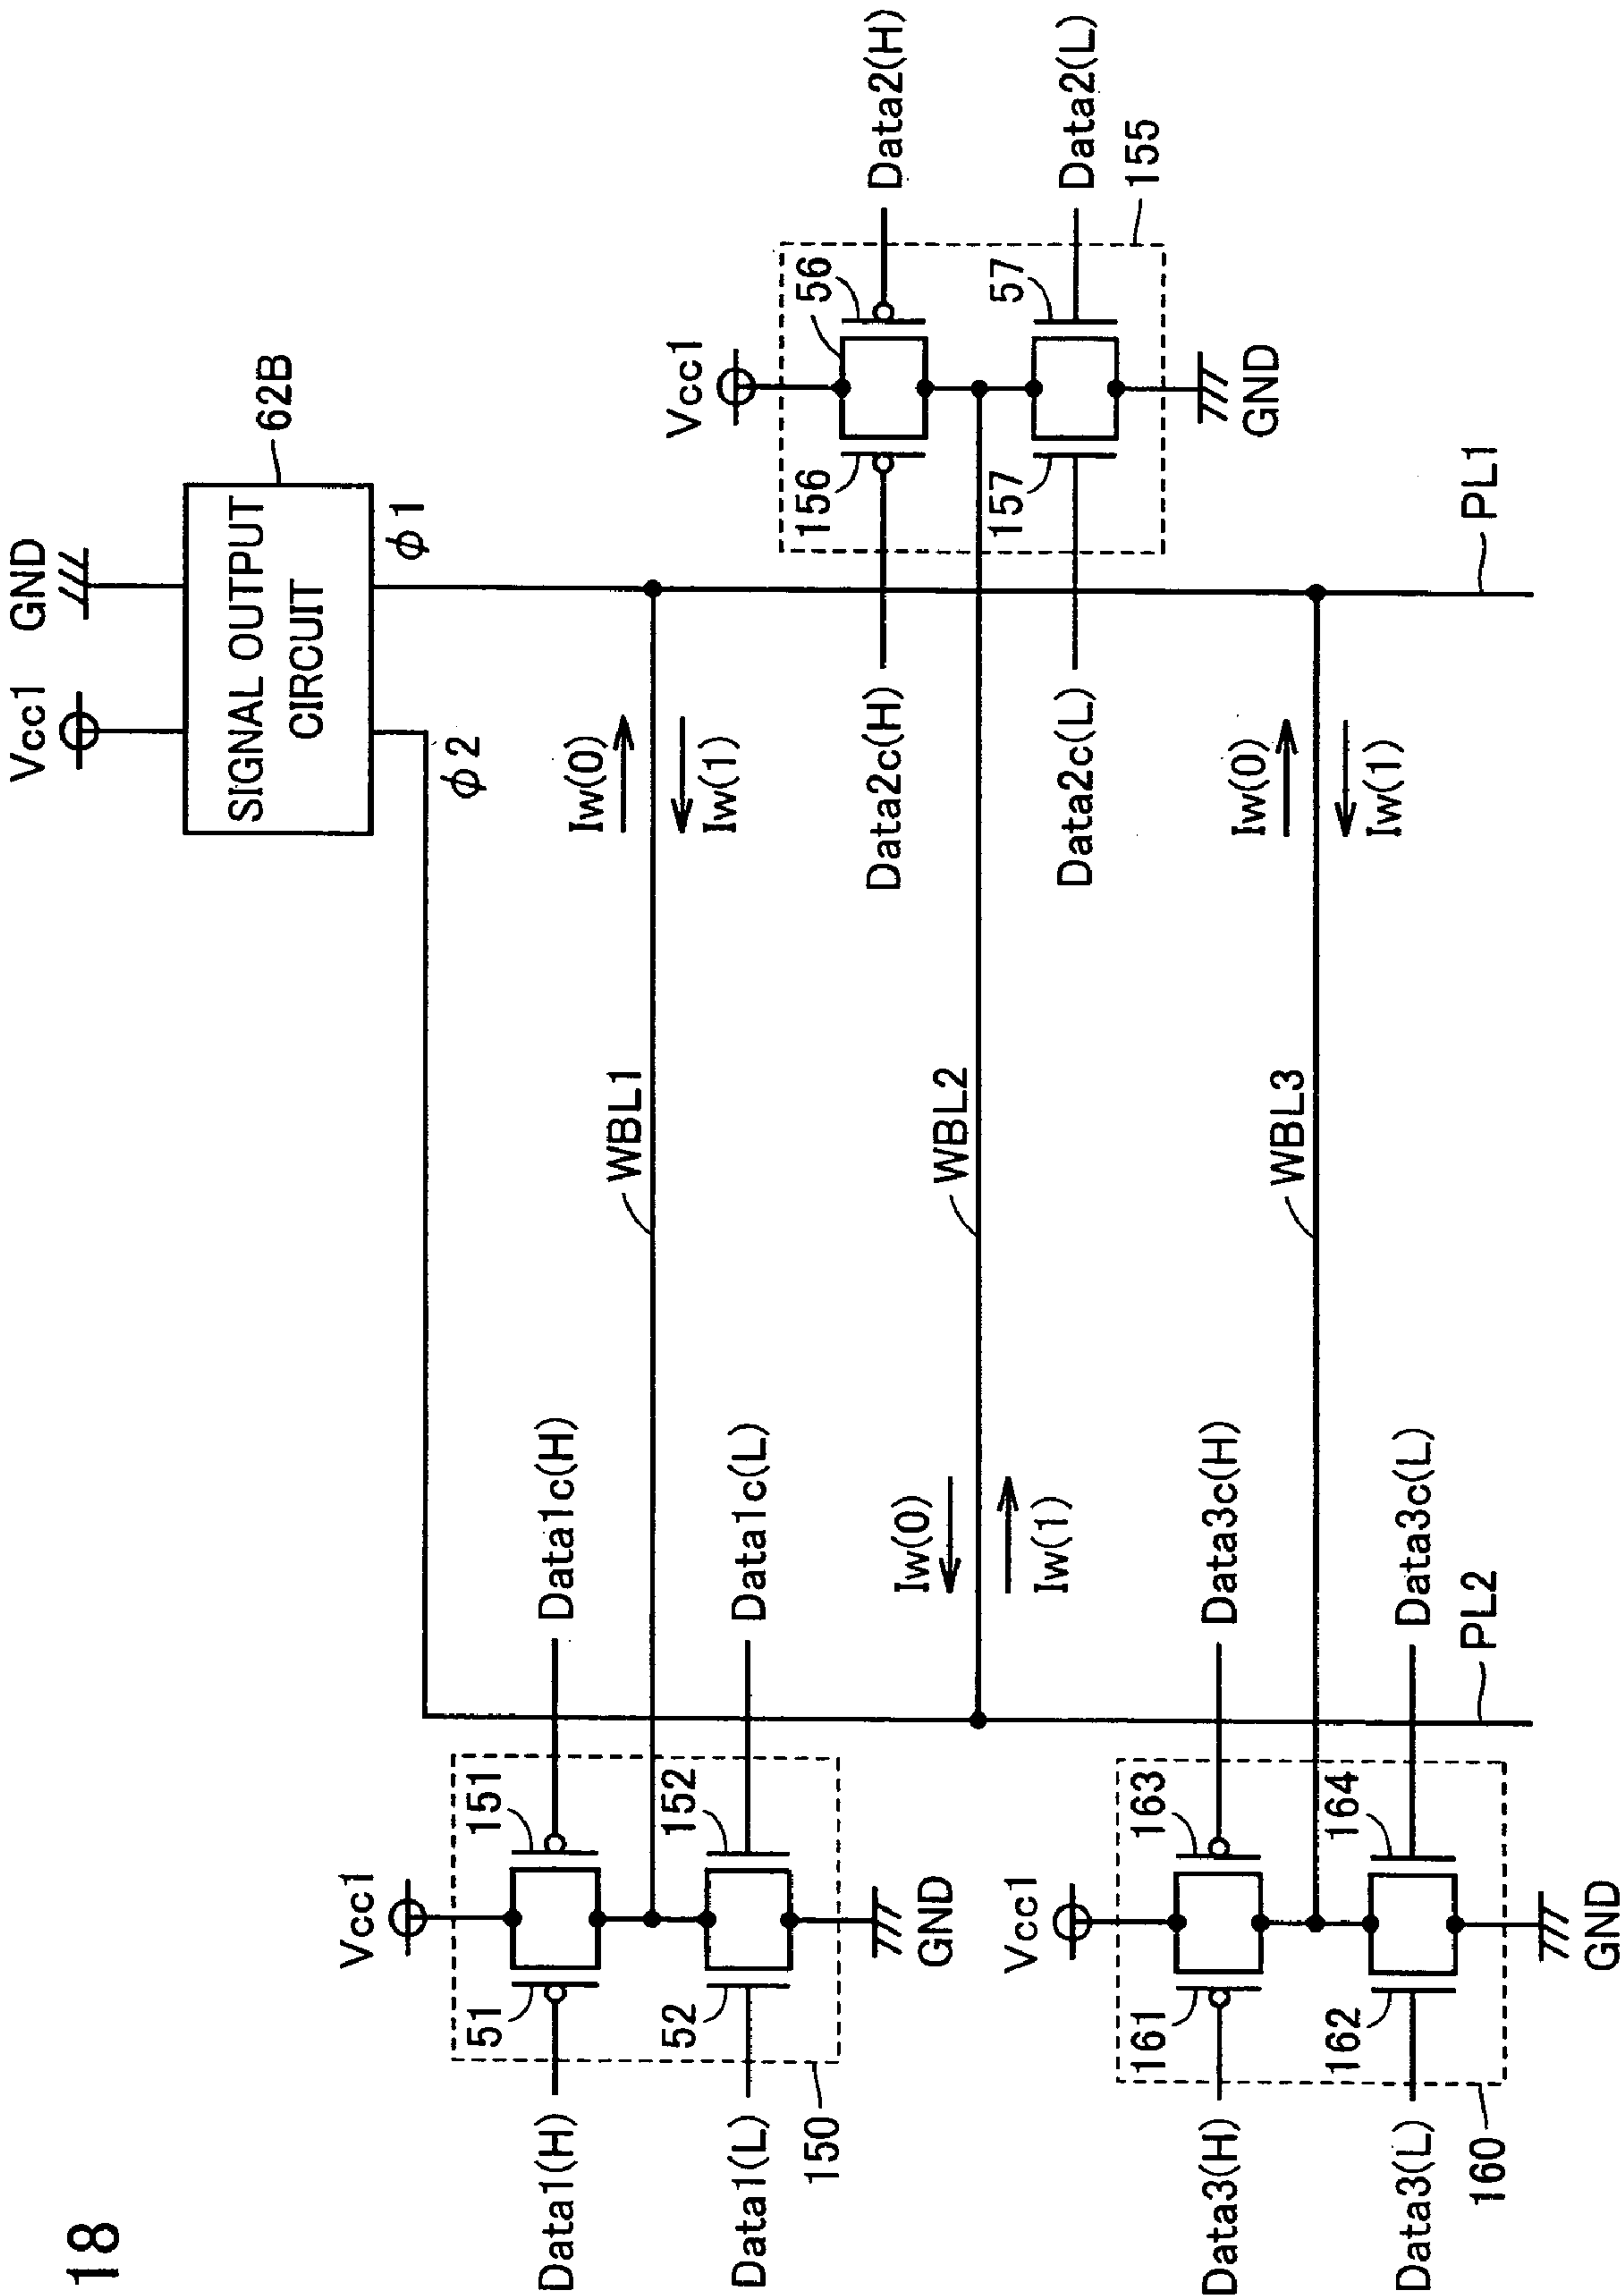 18
Vcc1
GND
SIGNAL OUTPUT
CIRCUIT
62B
φ2
φ1
Vcc1
51
151
Data1(H)
Data1c(H)
52
152
Data1(L)
Data1c(L)
150
GND
WBL1
Iw(0)
Iw(1)
Vcc1
156
56
Data2c(H)
Data2(H)
157
57
Data2c(L)
Data2(L)
155
GND
WBL2
Iw(0)
Iw(1)
Vcc1
161
163
Data3(H)
Data3c(H)
162
164
Data3(L)
Data3c(L)
160
GND
WBL3
Iw(0)
Iw(1)
PL2
PL1